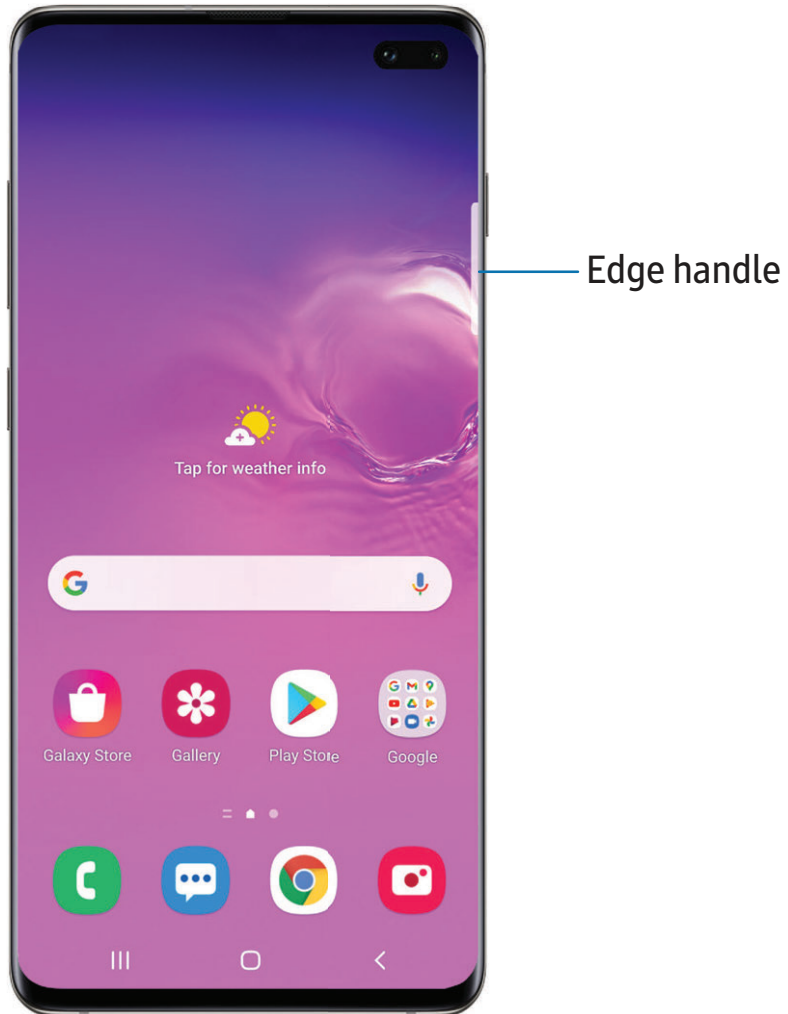 Edge handle
Tap for weather info
Galaxy Store
Gallery
Play Store
Google